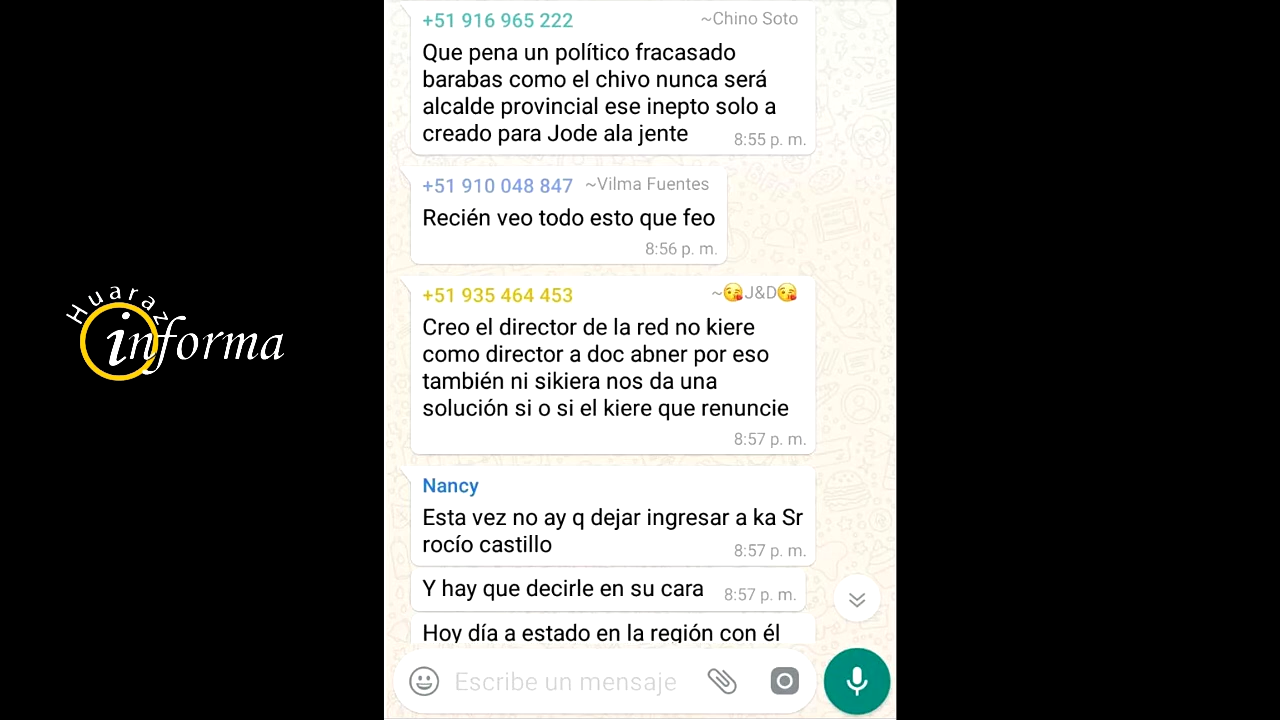 Huaraz
informa
+51 916 965 222 ~Chino Soto
Que pena un político fracasado
barabas como el chivo nunca será
alcalde provincial ese inepto solo a
creado para Jode ala jente 8:55 p. m.
+51 910 048 847 ~Vilma Fuentes
Recién veo todo esto que feo
8:56 p. m.
+51 935 464 453 ~😘J&D😘
Creo el director de la red no kiere
como director a doc abner por eso
también ni sikiera nos da una
solución si o si el kiere que renuncie
8:57 p. m.
Nancy
Esta vez no ay q dejar ingresar a ka Sr
rocío castillo 8:57 p. m.
Y hay que decirle en su cara 8:57 p. m.
Hoy día a estado en la región con él
Escribe un mensaje